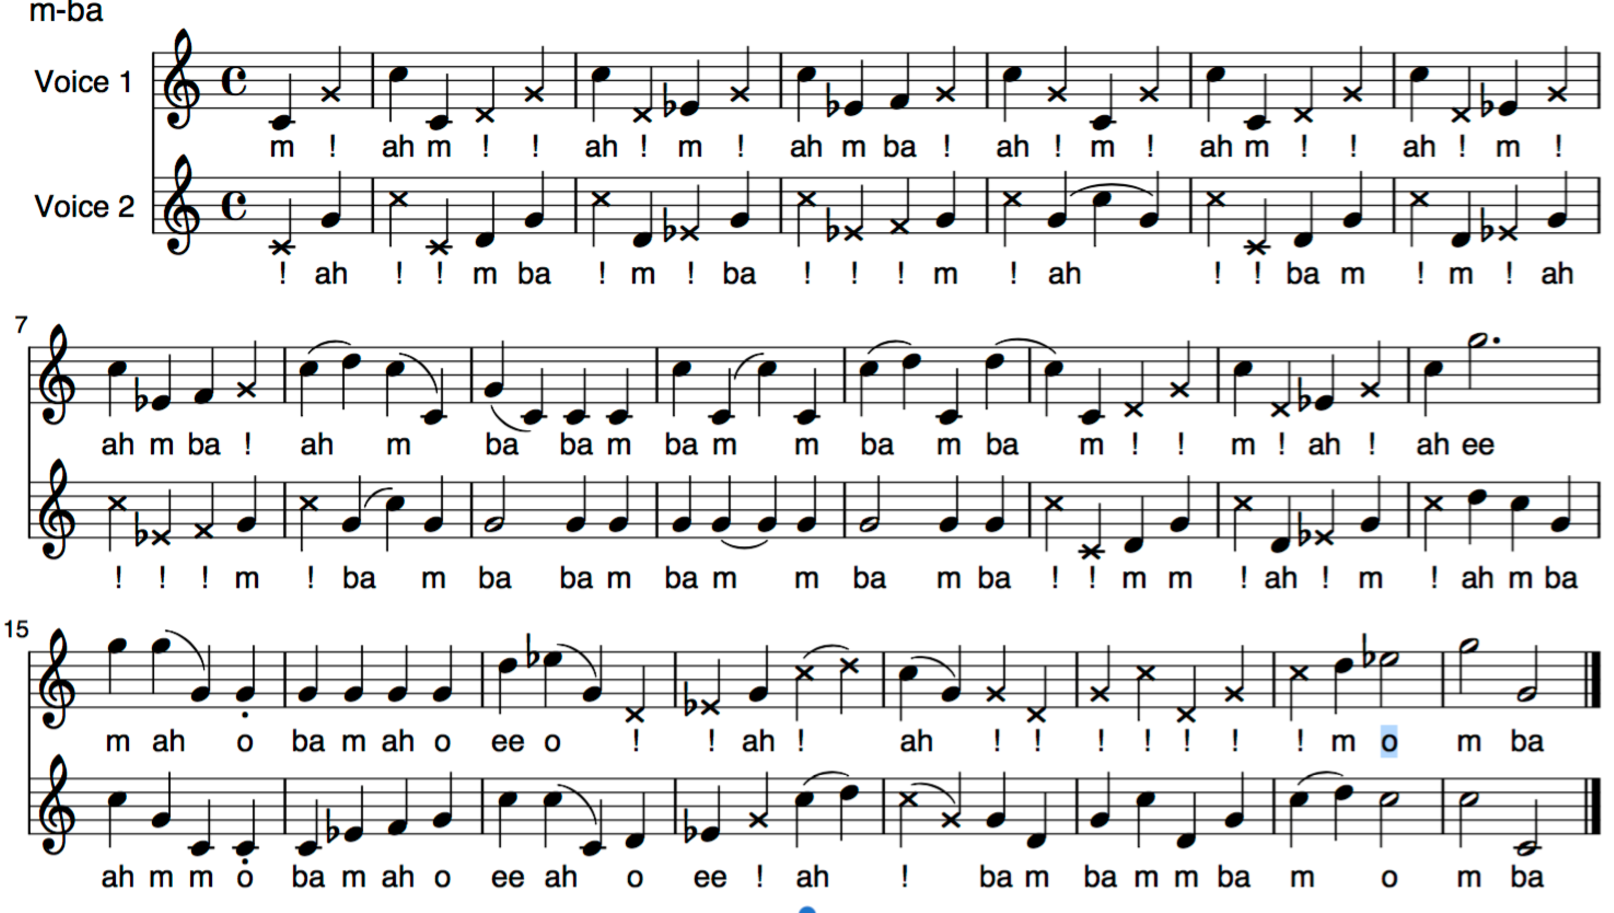 m-ba
Voice 1
m ! ah m ! ! ah ! m ! ah m ba ! ah ! m ! ah m ! ! ah ! m !
Voice 2
! ah ! ! m ba ! m ! ba ! ! ! m ! ah ! ! ba m ! m ! ah
7
ah m ba ! ah m ba ba m ba m m ba m ba m ! ! m ! ah ! ah ee
! ! ! m ! ba m ba ba m ba m m ba m ba ! ! m m ! ah ! m ! ah m ba
15
m ah o ba m ah o ee o ! ! ah ! ah ! ! ! ! ! ! ! m o m ba
ah m m o ba m ah o ee ah o ee ! ah ! ba m ba m m ba m o m ba